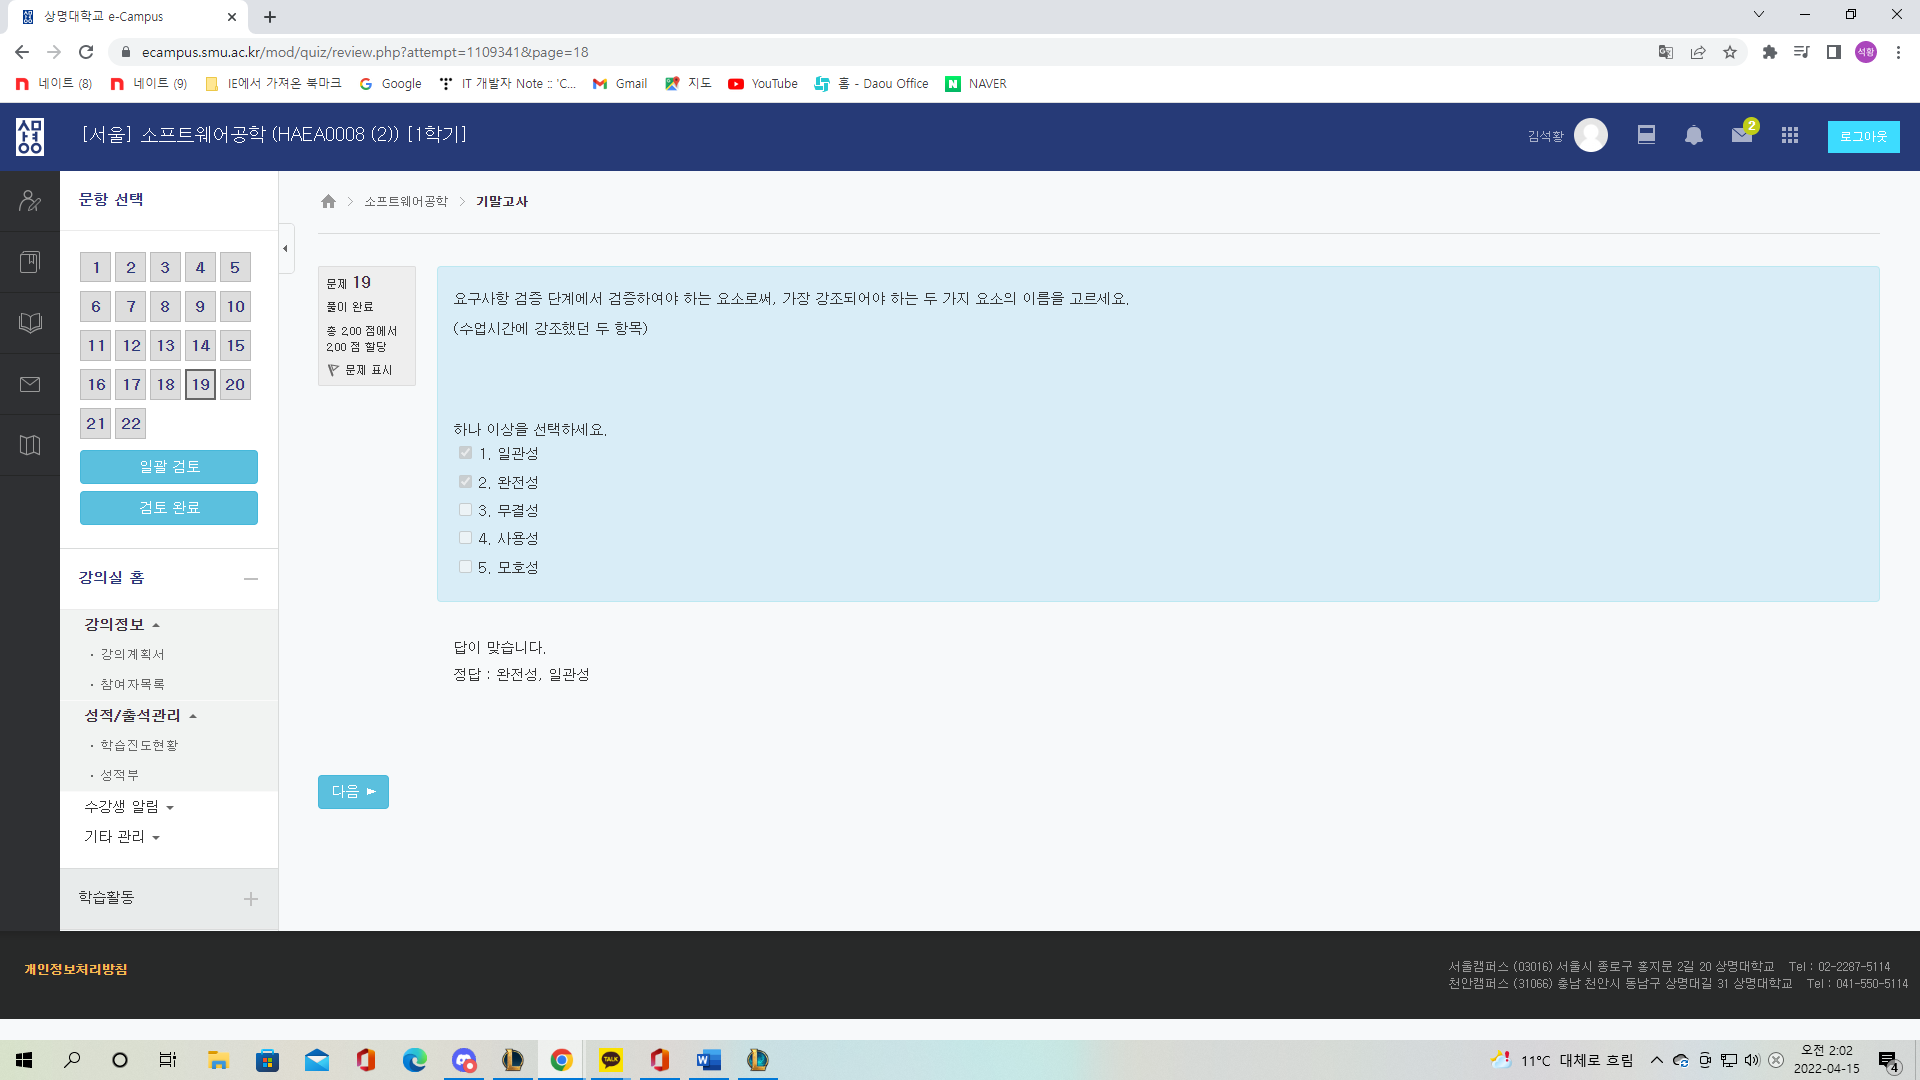 상명대학교 e-Campus
ecampus.smu.ac.kr/mod/quiz/review.php?attempt=1109341&page=18
석황
네이트 (8)
네이트 (9)
IE에서 가져온 북마크
Google
IT 개발자 Note :: 'C...
Gmail
지도
YouTube
홈 - Daou Office
NAVER
[서울] 소프트웨어공학 (HAEA0008 (2)) [1학기]
김석황
2
로그아웃
문항 선택
1 2 3 4 5
6 7 8 9 10
11 12 13 14 15
16 17 18 19 20
21 22
일괄 검토
검토 완료
강의실 홈
강의정보
· 강의계획서
· 참여자목록
성적/출석관리
· 학습진도현황
· 성적부
수강생 알림
기타 관리
학습활동
소프트웨어공학
기말고사
문제 19
풀이 완료
총 2.00 점에서
2.00 점 할당
문제 표시
요구사항 검증 단계에서 검증하여야 하는 요소로써, 가장 강조되어야 하는 두 가지 요소의 이름을 고르세요.
(수업시간에 강조했던 두 항목)
하나 이상을 선택하세요.
1. 일관성
2. 완전성
3. 무결성
4. 사용성
5. 모호성
답이 맞습니다.
정답 : 완전성, 일관성
다음 ►
개인정보처리방침
서울캠퍼스 (03016) 서울시 종로구 홍지문 2길 20 상명대학교 Tel : 02-2287-5114
천안캠퍼스 (31066) 충남 천안시 동남구 상명대길 31 상명대학교 Tel : 041-550-5114
TALK
11°C 대체로 흐림
오전 2:02
2022-04-15
4